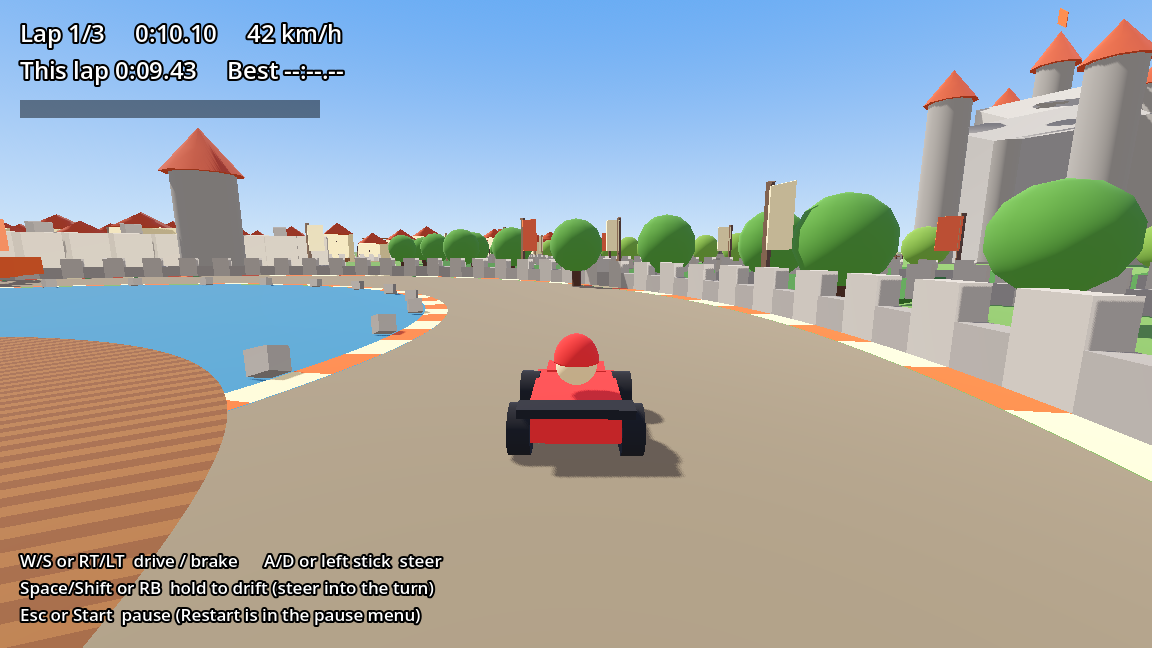 Lap 1/3 0:10.10 42 km/h
This lap 0:09.43 Best --:--.--
W/S or RT/LT drive / brake A/D or left stick steer
Space/Shift or RB hold to drift (steer into the turn)
Esc or Start pause (Restart is in the pause menu)